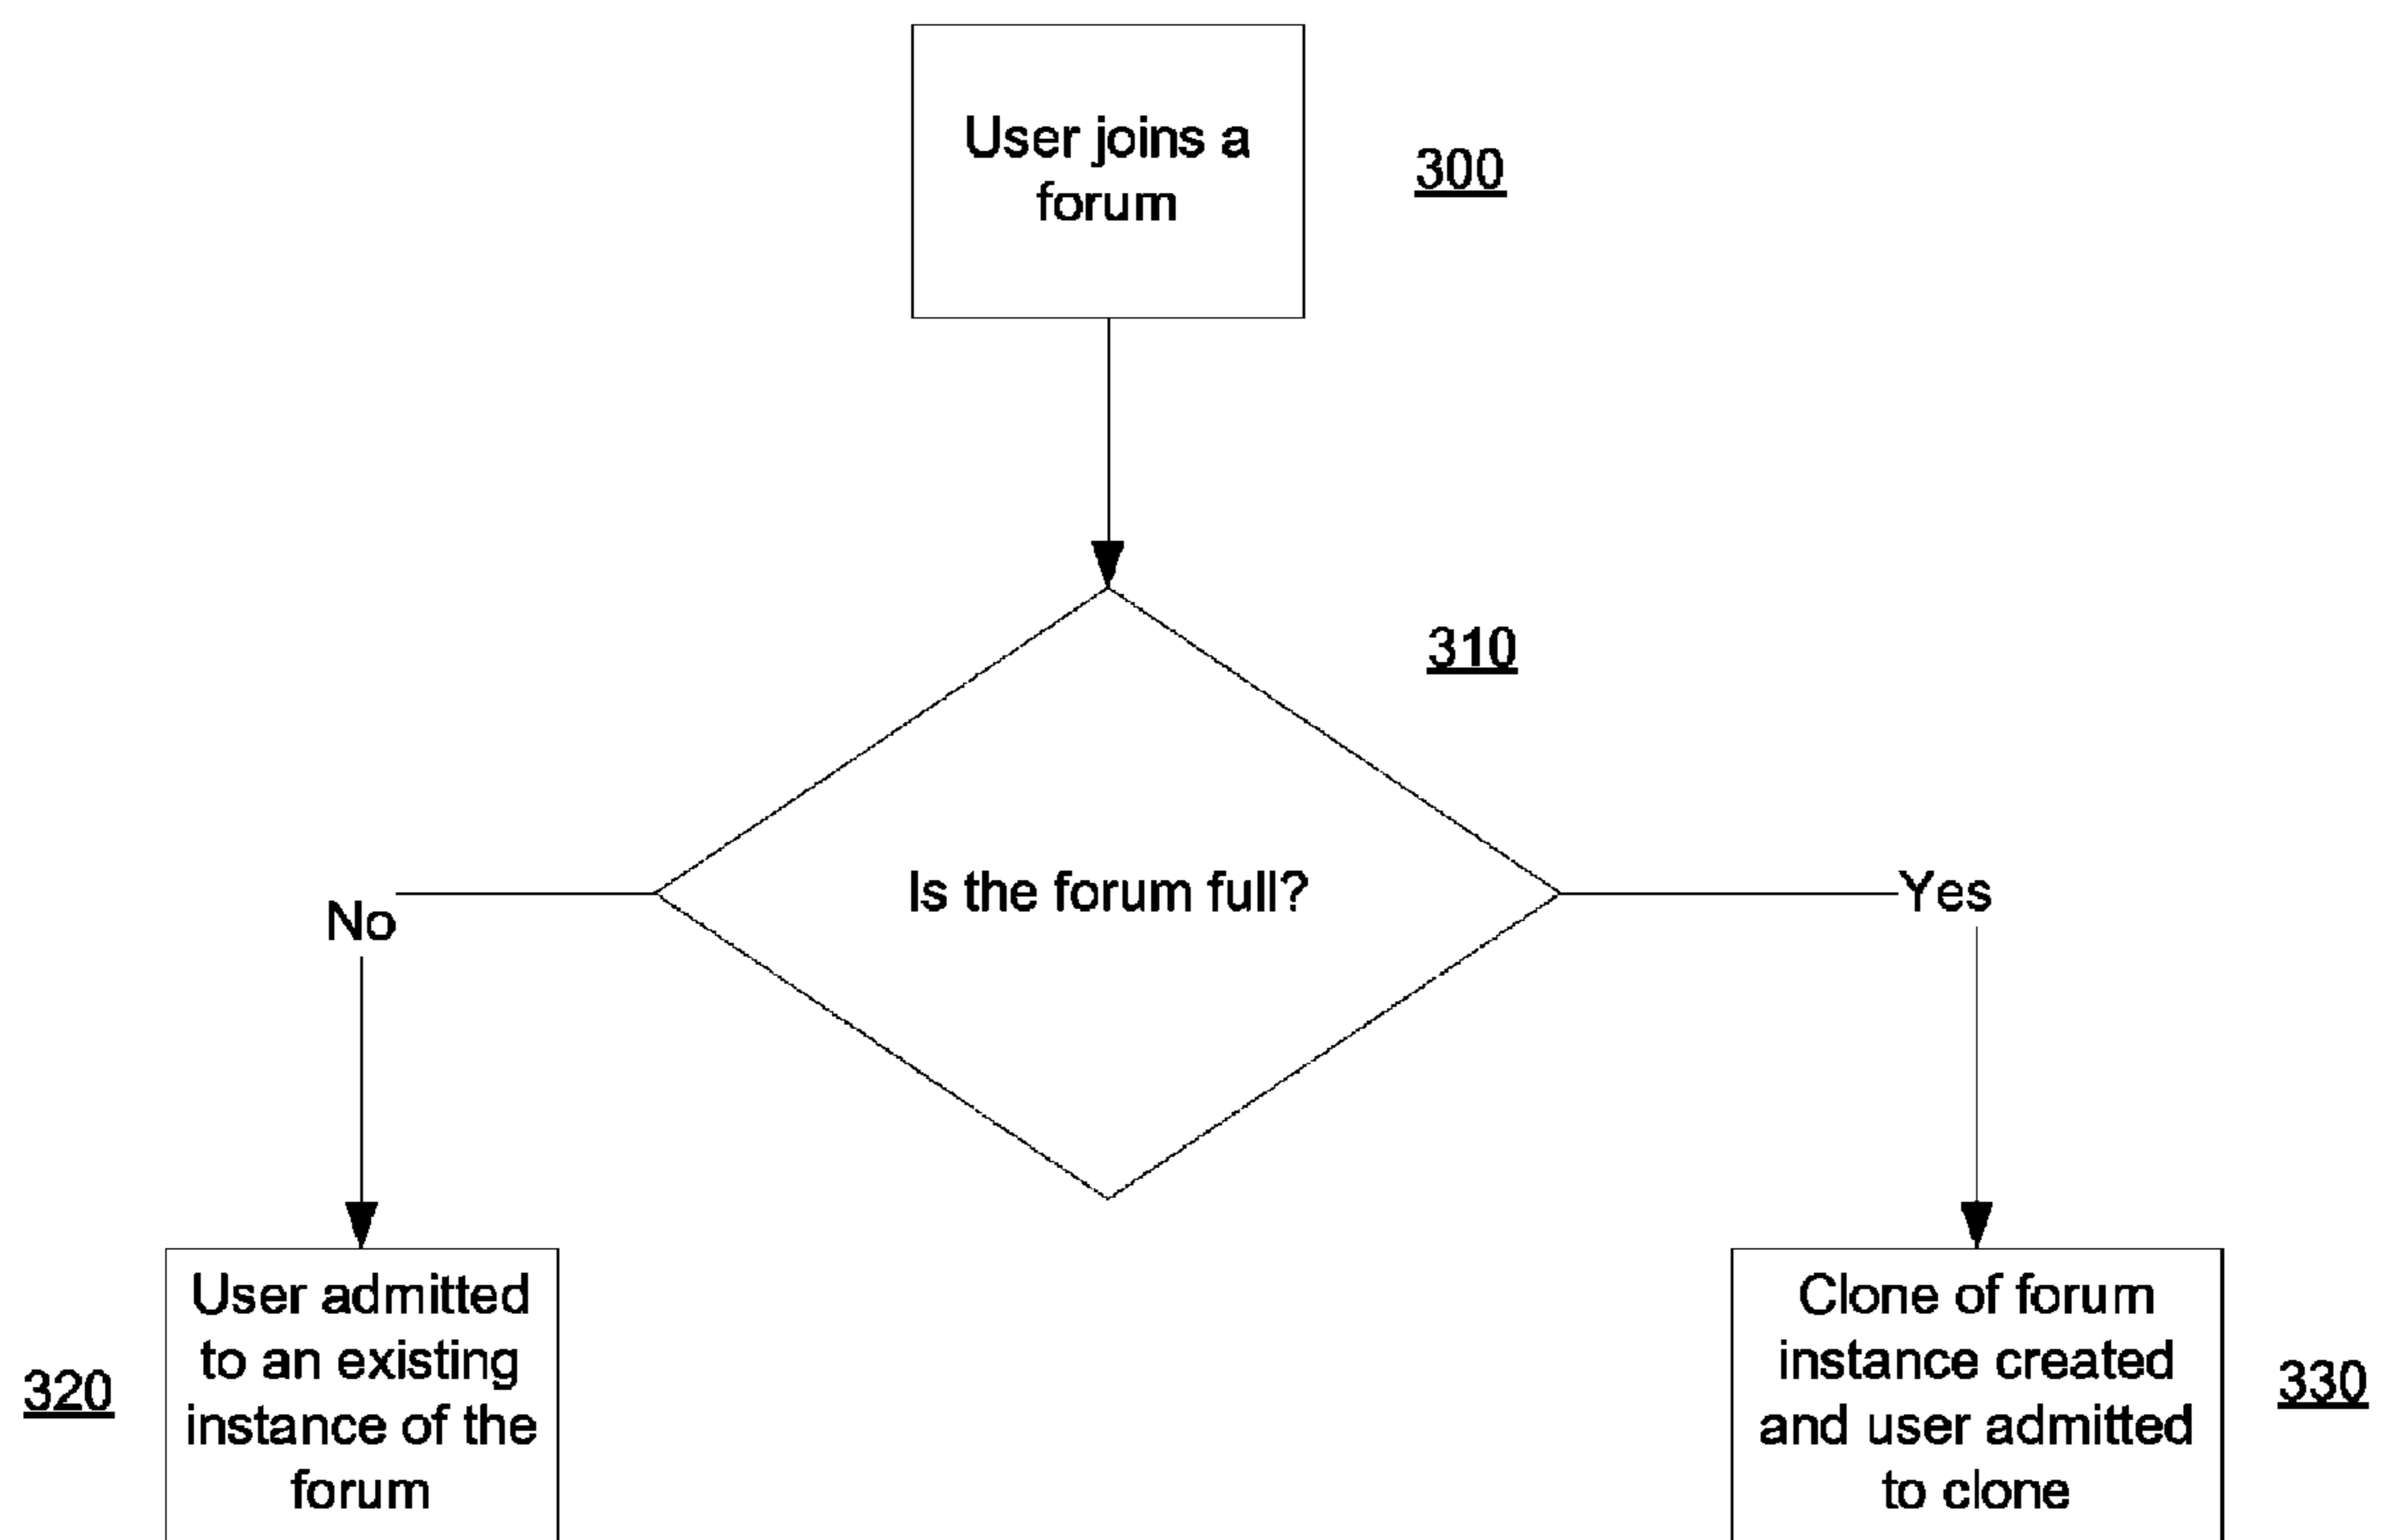 User joins a
forum
300
310
Is the forum full?
No
Yes
User admitted
to an existing
instance of the
forum
320
Clone of forum
instance created
and user admitted
to clone
330